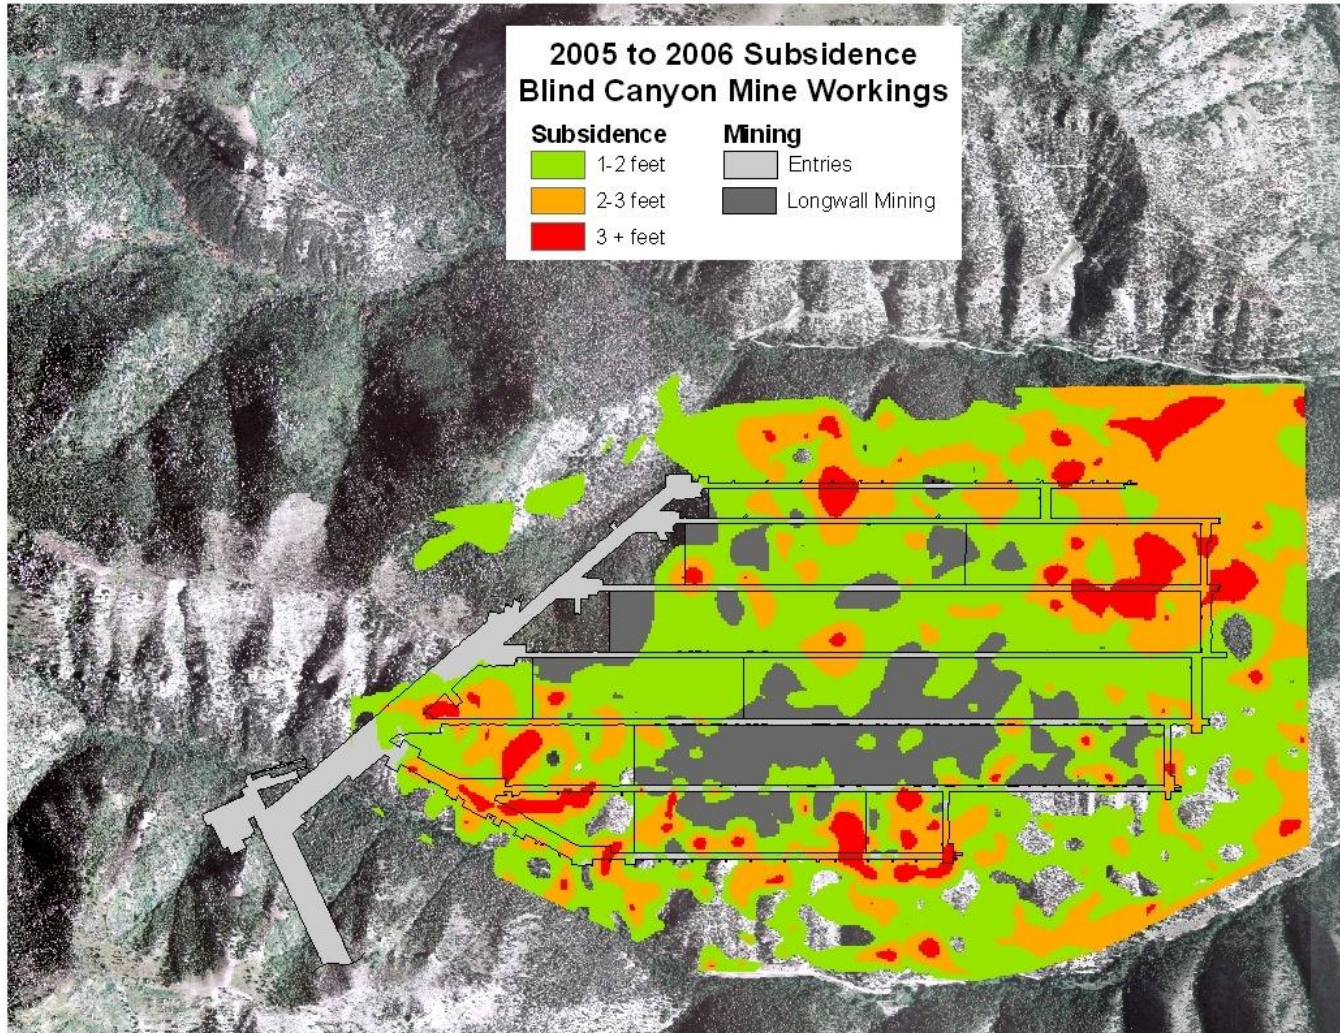 2005 to 2006 Subsidence
Blind Canyon Mine Workings
Subsidence
1-2 feet
2-3 feet
3 + feet
Mining
Entries
Longwall Mining